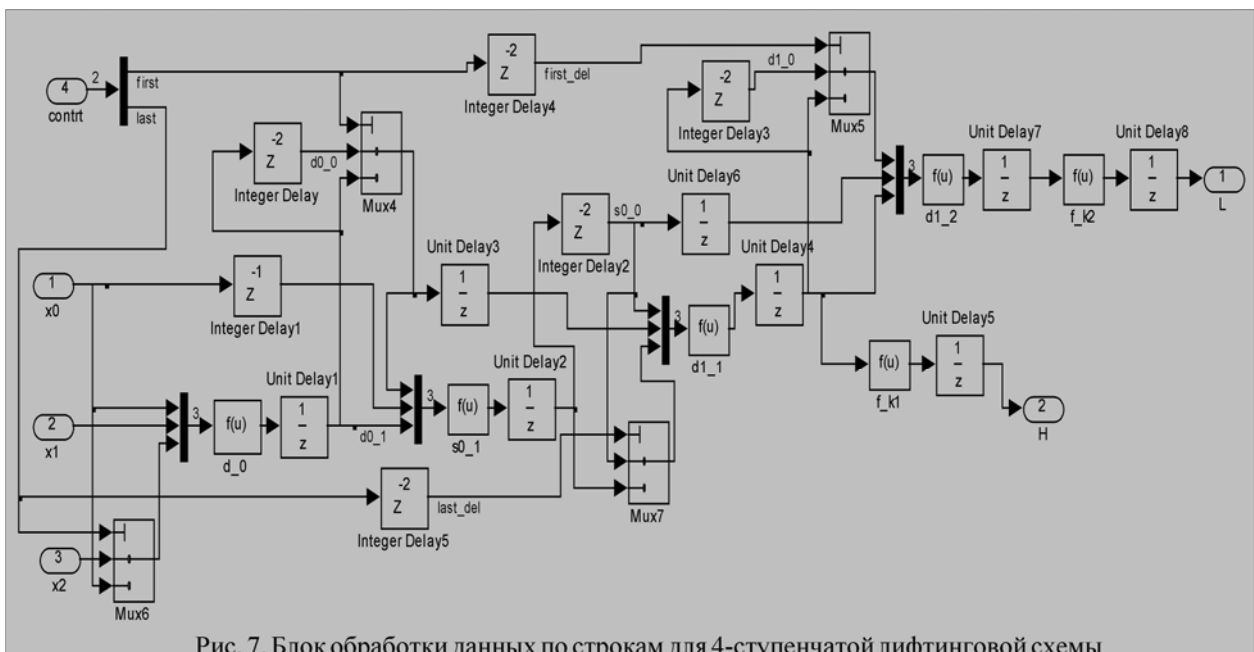 4
contrt
2
first
last
-2
Z
Integer Delay4
first_del
-2
Z
Integer Delay
d0_0
Mux4
-2
Z
Integer Delay3
d1_0
Mux5
3
f(u)
d1_2
Unit Delay7
1
z
f(u)
f_k2
Unit Delay8
1
z
1
L
Unit Delay6
1
z
-2
Z
Integer Delay2
s0_0
Unit Delay3
1
z
Unit Delay4
1
z
1
x0
-1
Z
Integer Delay1
3
f(u)
d1_1
Unit Delay5
1
z
f(u)
f_k1
2
H
2
x1
3
f(u)
d_0
Unit Delay1
1
z
d0_1
3
f(u)
s0_1
Unit Delay2
1
z
-2
Z
Integer Delay5
last_del
Mux7
3
x2
Mux6
Рис. 7. Блок обработки данных по строкам для 4-ступенчатой лифтинговой схемы